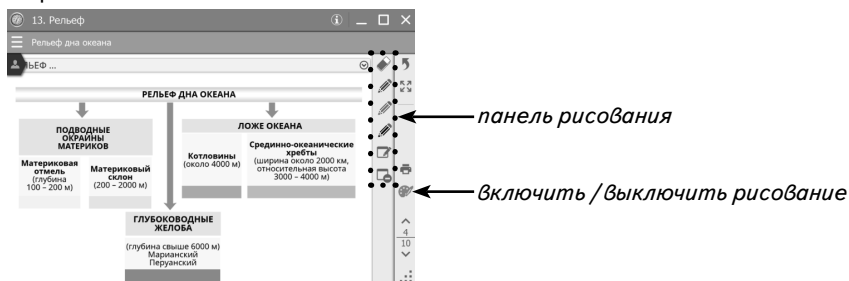 13. Рельеф
Рельеф дна океана
ЬЕФ ...
РЕЛЬЕФ ДНА ОКЕАНА
ПОДВОДНЫЕ
ОКРАИНЫ
МАТЕРИКОВ
Материковая
отмель
(глубина
100 – 200 м)
Материковый
склон
(200 – 2000 м)
ЛОЖЕ ОКЕАНА
Котловины
(около 4000 м)
Срединно-океанические
хребты
(ширина около 2000 км,
относительная высота
3000 – 4000 м)
ГЛУБОКОВОДНЫЕ
ЖЕЛОБА
(глубина свыше 6000 м)
Марианский
Перуанский
4
10
панель рисования
включить / выключить рисование